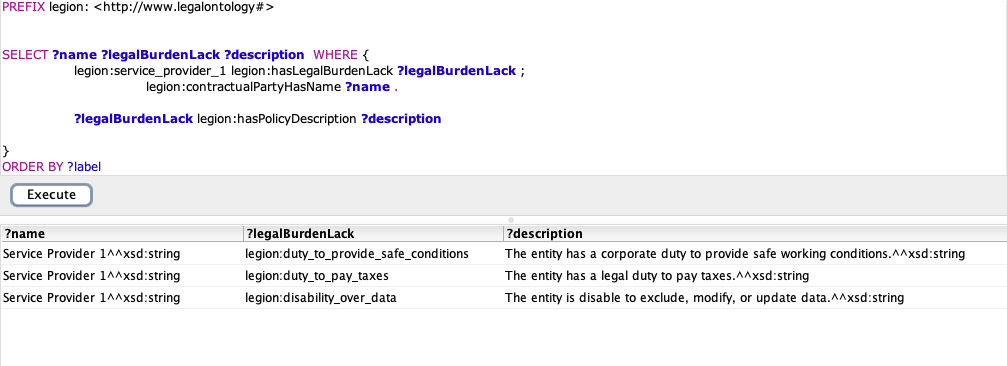 PREFIX legion: <http://www.legalontology#>
SELECT ?name ?legalBurdenLack ?description WHERE {
legion:service_provider_1 legion:hasLegalBurdenLack ?legalBurdenLack ;
legion:contractualPartyHasName ?name .
?legalBurdenLack legion:hasPolicyDescription ?description
}
ORDER BY ?label
Execute
?name ?legalBurdenLack ?description
Service Provider 1^^xsd:string legion:duty_to_provide_safe_conditions The entity has a corporate duty to provide safe working conditions.^^xsd:string
Service Provider 1^^xsd:string legion:duty_to_pay_taxes The entity has a legal duty to pay taxes.^^xsd:string
Service Provider 1^^xsd:string legion:disability_over_data The entity is disable to exclude, modify, or update data.^^xsd:string